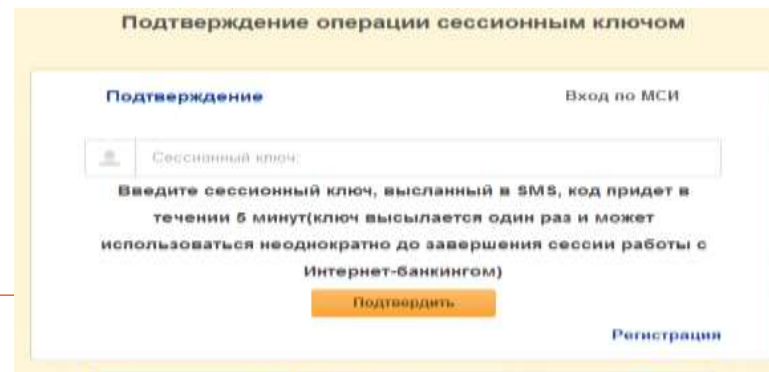 Подтверждение операции сессионным ключом
Подтверждение Вход по МСИ
Сессионный ключ:
Введите сессионный ключ, высланный в SMS, код придет в
течении 5 минут(ключ высылается один раз и может
использоваться неоднократно до завершения сессии работы с
Интернет-банкингом)
Подтвердить
Регистрация